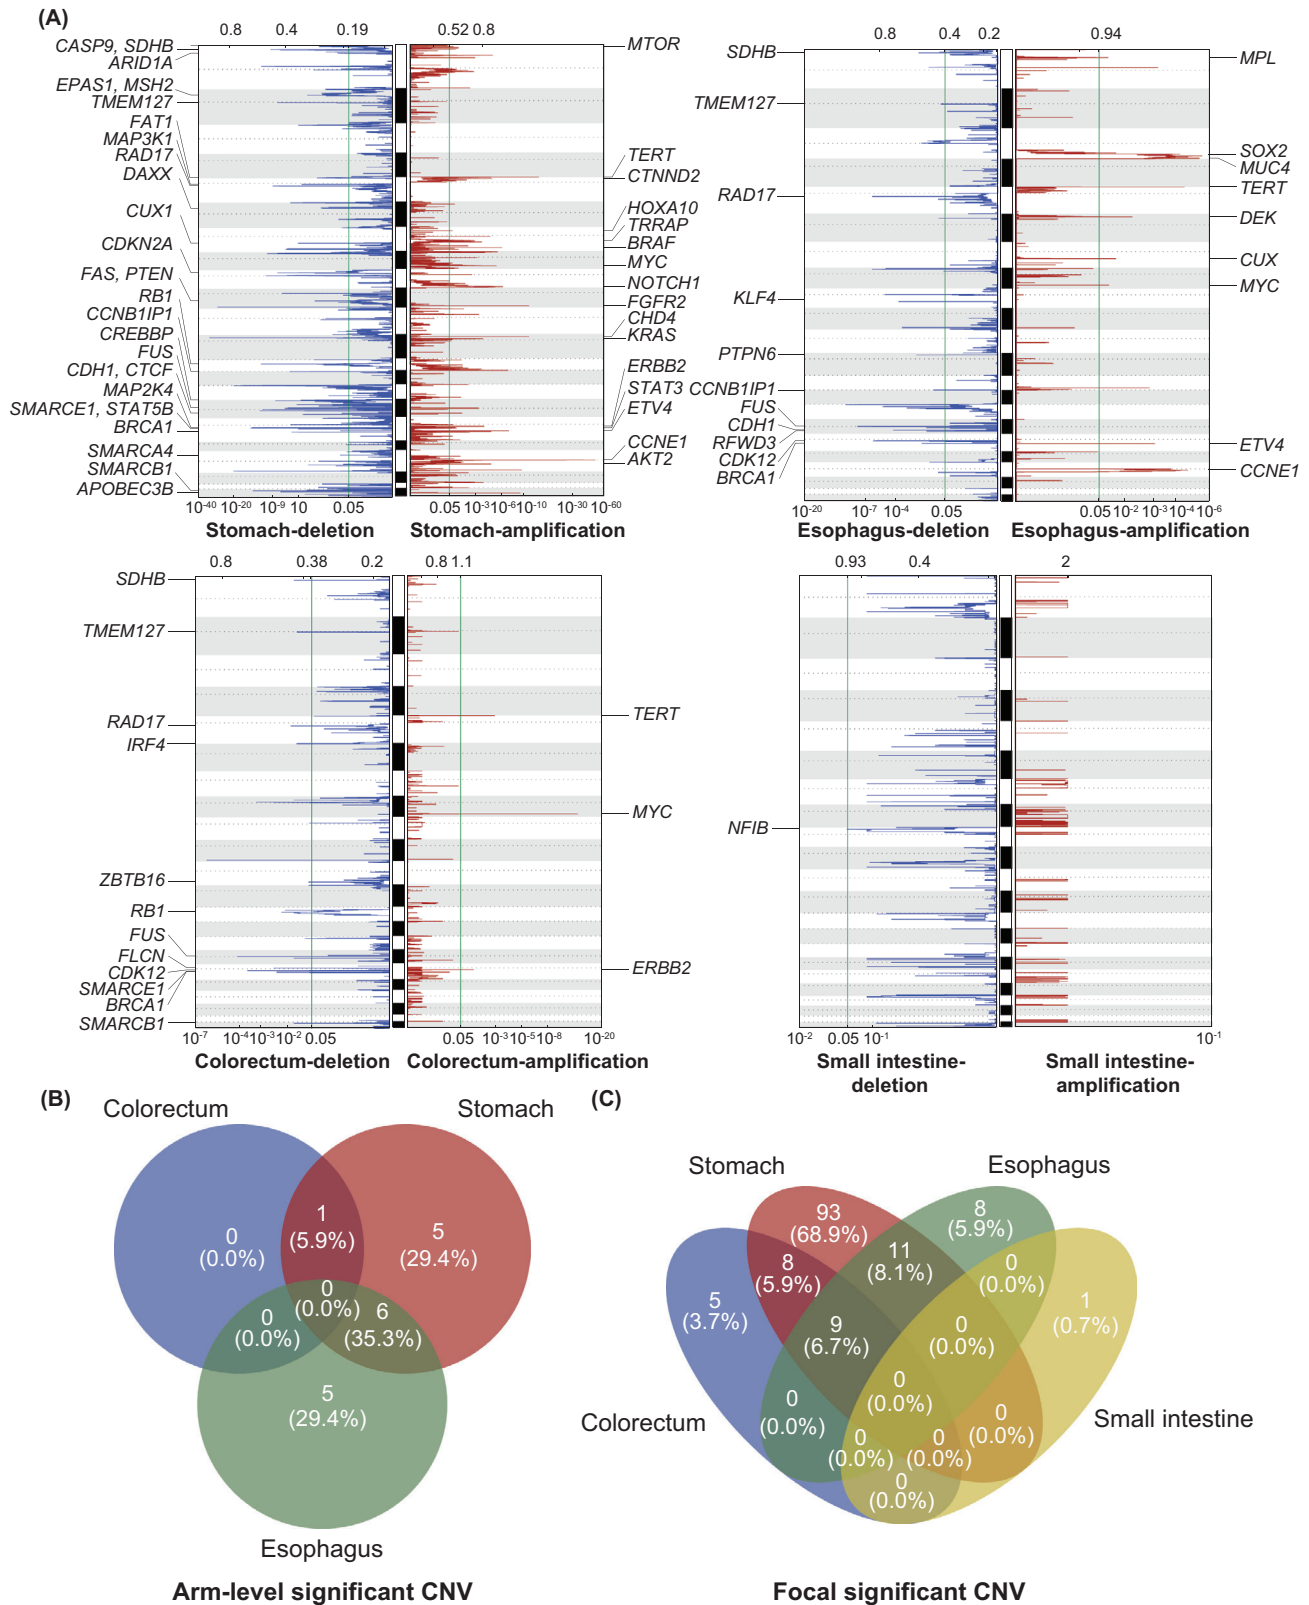 (A)
0.8 0.4 0.19
0.52 0.8
CASP9, SDHB
ARID1A
EPAS1, MSH2
TMEM127
FAT1
MAP3K1
RAD17
DAXX
CUX1
CDKN2A
FAS, PTEN
RB1
CCNB1IP1
CREBBP
FUS
CDH1, CTCF
MAP2K4
SMARCE1, STAT5B
BRCA1
SMARCA4
SMARCB1
APOBEC3B
MTOR
TERT
CTNND2
HOXA10
TRRAP
BRAF
MYC
NOTCH1
FGFR2
CHD4
KRAS
ERBB2
STAT3
ETV4
CCNE1
AKT2
10-40 10-20 10-9 10 0.05
0.05 10-3 10-6 10-10 10-30 10-60
Stomach-deletion Stomach-amplification
0.8 0.4 0.2
0.94
SDHB
TMEM127
RAD17
KLF4
PTPN6
CCNB1IP1
FUS
CDH1
RFWD3
CDK12
BRCA1
MPL
SOX2
MUC4
TERT
DEK
CUX
MYC
ETV4
CCNE1
10-20 10-7 10-4 0.05
0.05 10-2 10-3 10-4 10-6
Esophagus-deletion Esophagus-amplification
0.8 0.38 0.2
0.8 1.1
SDHB
TMEM127
RAD17
IRF4
ZBTB16
RB1
FUS
FLCN
CDK12
SMARCE1
BRCA1
SMARCB1
TERT
MYC
ERBB2
10-7 10-4 10-3 10-2 0.05
0.05 10-3 10-5 10-8 10-20
Colorectum-deletion Colorectum-amplification
0.93 0.4
2
NFIB
10-2 0.05 10-1
10-1
Small intestine-
deletion
Small intestine-
amplification
(B)
Colorectum
Stomach
0
(0.0%)
1
(5.9%)
5
(29.4%)
0
(0.0%)
0
(0.0%)
6
(35.3%)
5
(29.4%)
Esophagus
Arm-level significant CNV
(C)
Stomach
Esophagus
93
(68.9%)
8
(5.9%)
8
(5.9%)
11
(8.1%)
0
(0.0%)
5
(3.7%)
1
(0.7%)
9
(6.7%)
0
(0.0%)
0
(0.0%)
0
(0.0%)
0
(0.0%)
0
(0.0%)
0
(0.0%)
0
(0.0%)
Colorectum
Small intestine
Focal significant CNV